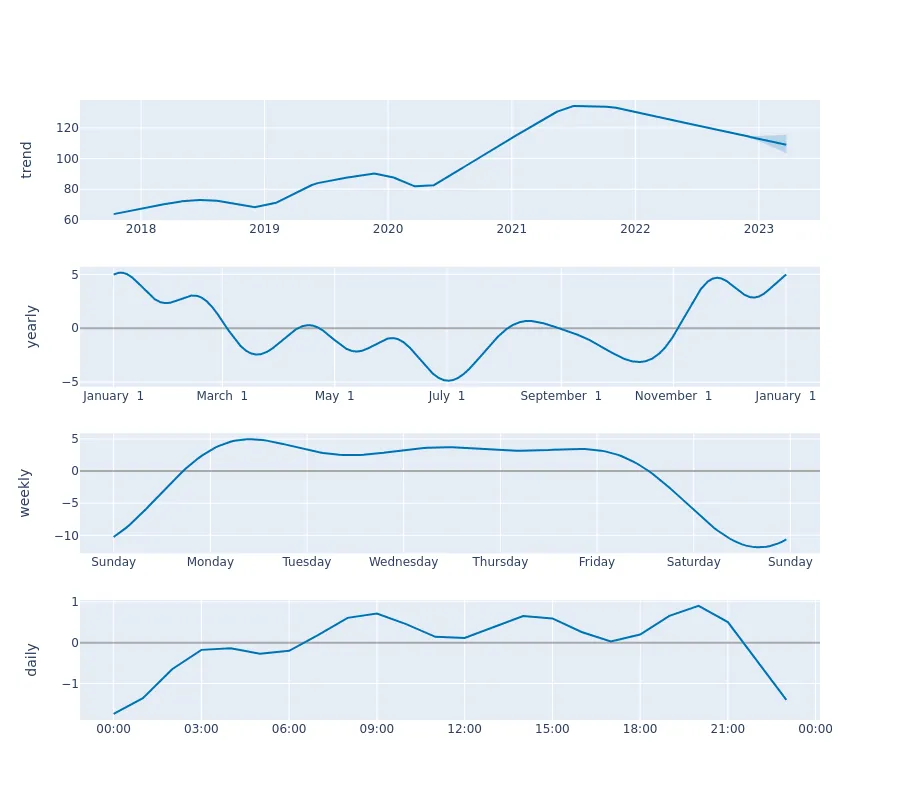 trend
120
100
80
60
2018 2019 2020 2021 2022 2023
yearly
5
0
−5
January 1 March 1 May 1 July 1 September 1 November 1 January 1
weekly
5
0
−5
−10
Sunday Monday Tuesday Wednesday Thursday Friday Saturday Sunday
daily
1
0
−1
00:00 03:00 06:00 09:00 12:00 15:00 18:00 21:00 00:00